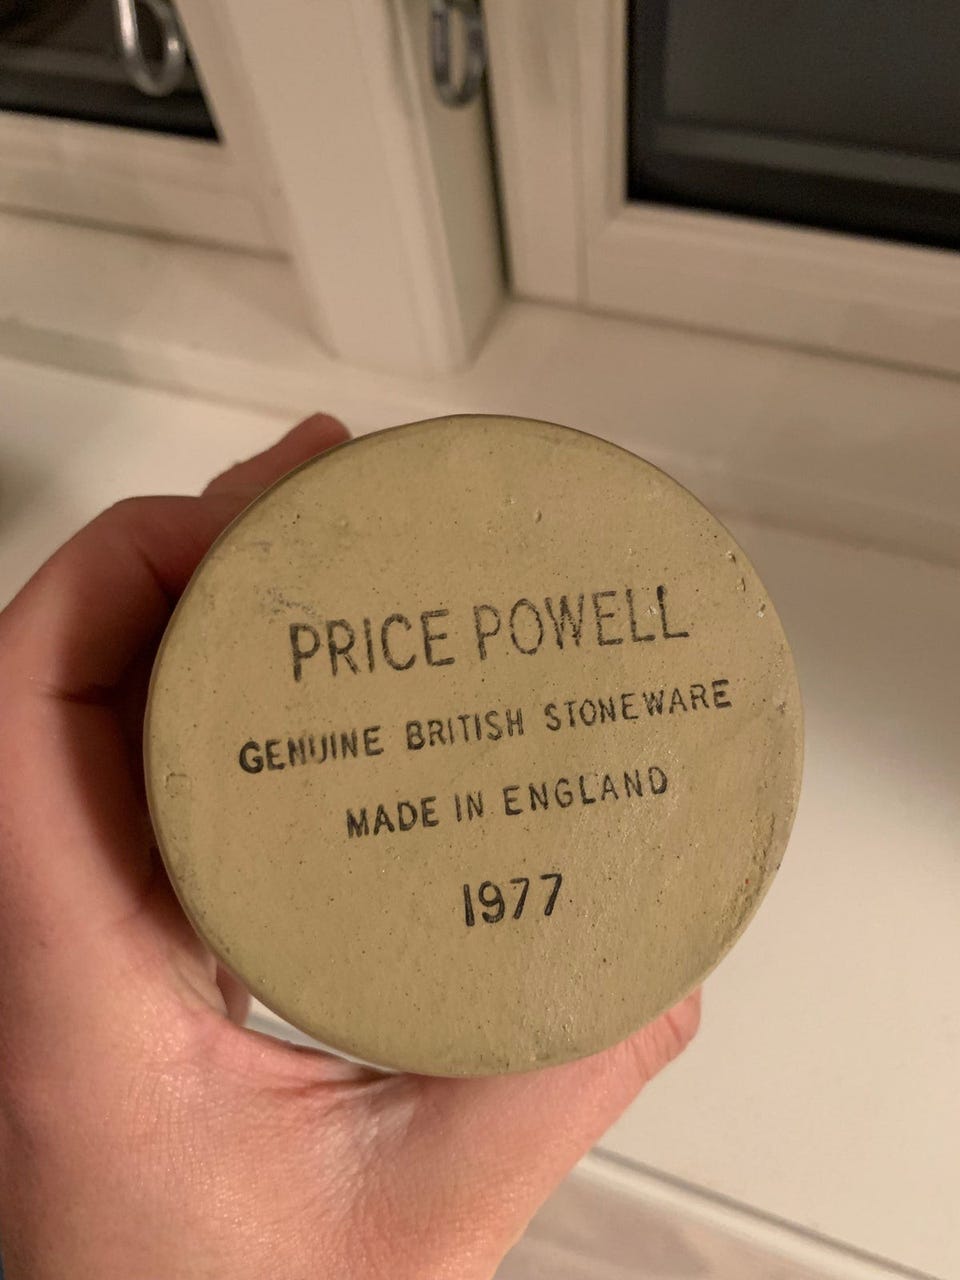 PRICE POWELL
GENUINE BRITISH STONEWARE
MADE IN ENGLAND
1977